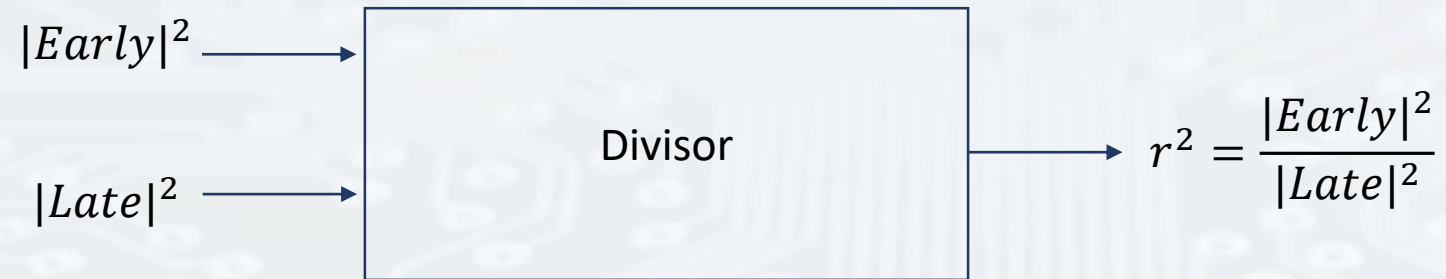 |Early|²
|Late|²
Divisor
r² = |Early|² / |Late|²